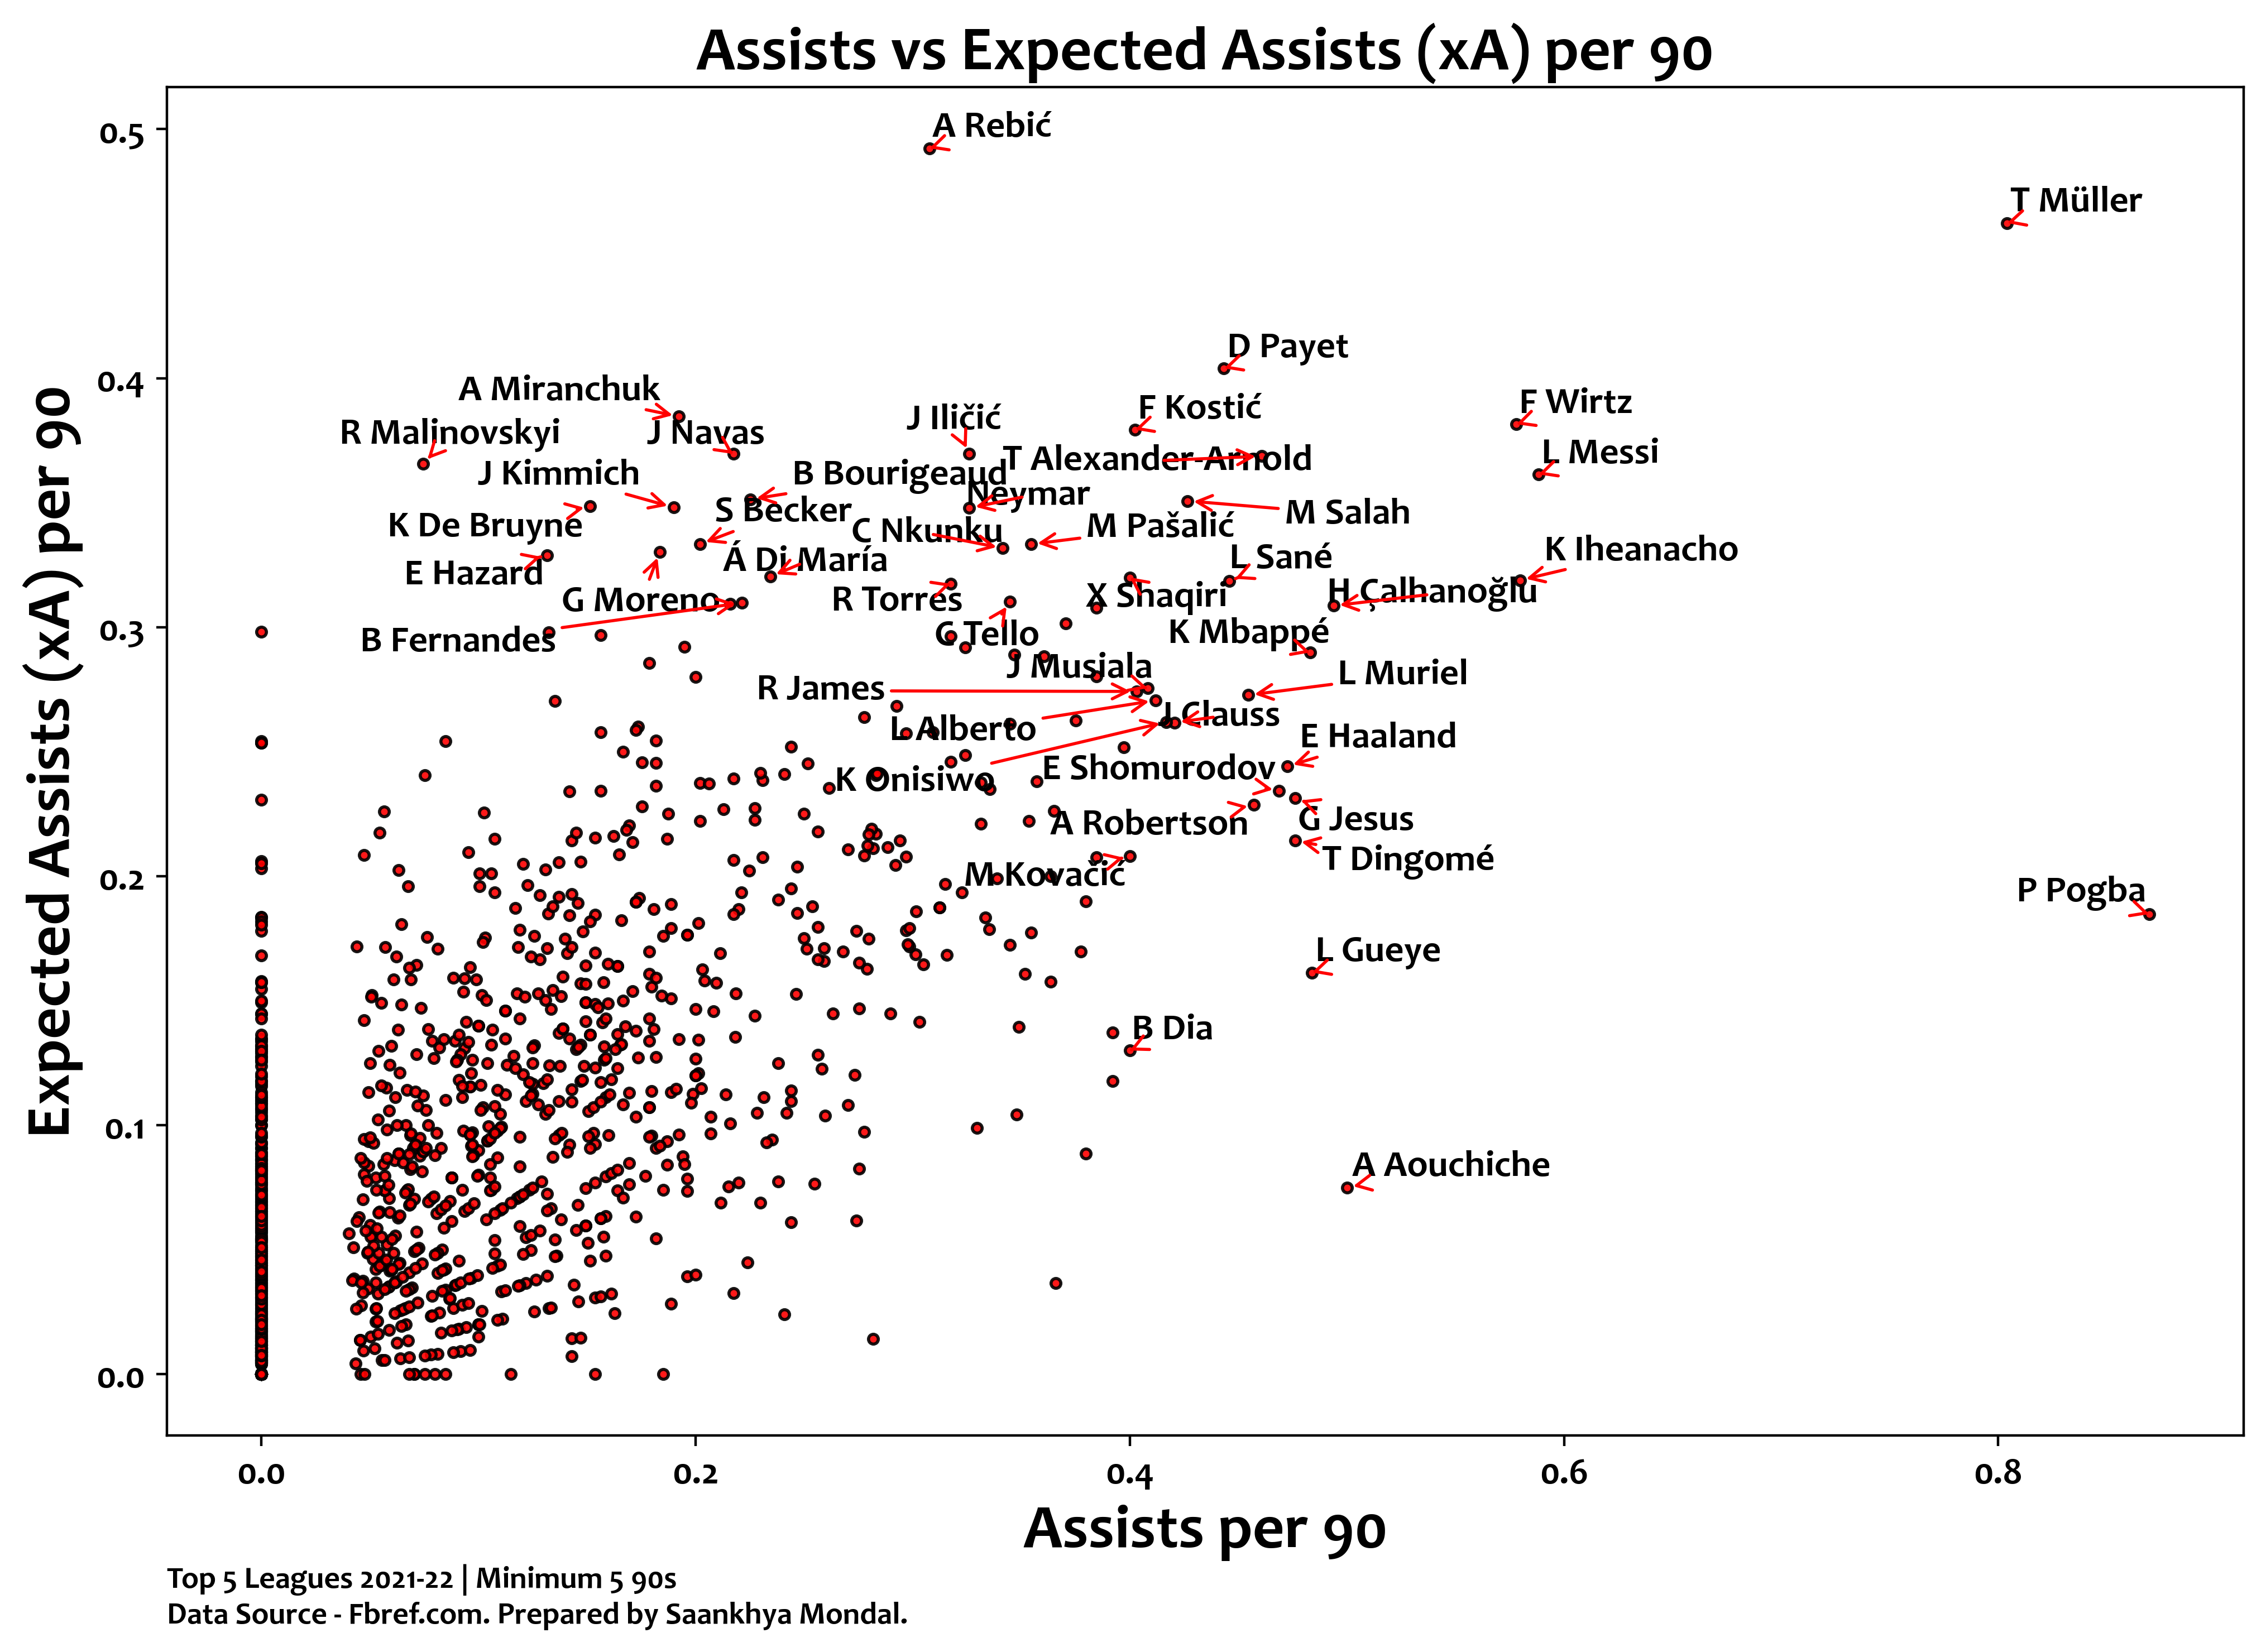 Assists vs Expected Assists (xA) per 90
Expected Assists (xA) per 90
0.5
0.4
0.3
0.2
0.1
0.0
A Rebić
T Müller
D Payet
A Miranchuk
F Wirtz
F Kostić
J Iličić
R Malinovskyi
J Navas
L Messi
T Alexander-Arnold
J Kimmich
B Bourigeaud
Neymar
S Becker
M Salah
K De Bruyne
C Nkunku
M Pašalić
K Iheanacho
L Sané
Á Di María
E Hazard
H Çalhanoğlu
X Shaqiri
G Moreno
R Torres
C Tello
K Mbappé
B Fernandes
J Musiala
L Muriel
R James
J Clauss
L Alberto
E Haaland
E Shomurodov
K Onisiwo
G Jesus
A Robertson
T Dingomé
M Kovačić
P Pogba
L Gueye
B Dia
A Aouchiche
0.0
0.2
0.4
0.6
0.8
Assists per 90
Top 5 Leagues 2021-22 | Minimum 5 90s
Data Source - Fbref.com. Prepared by Saankhya Mondal.